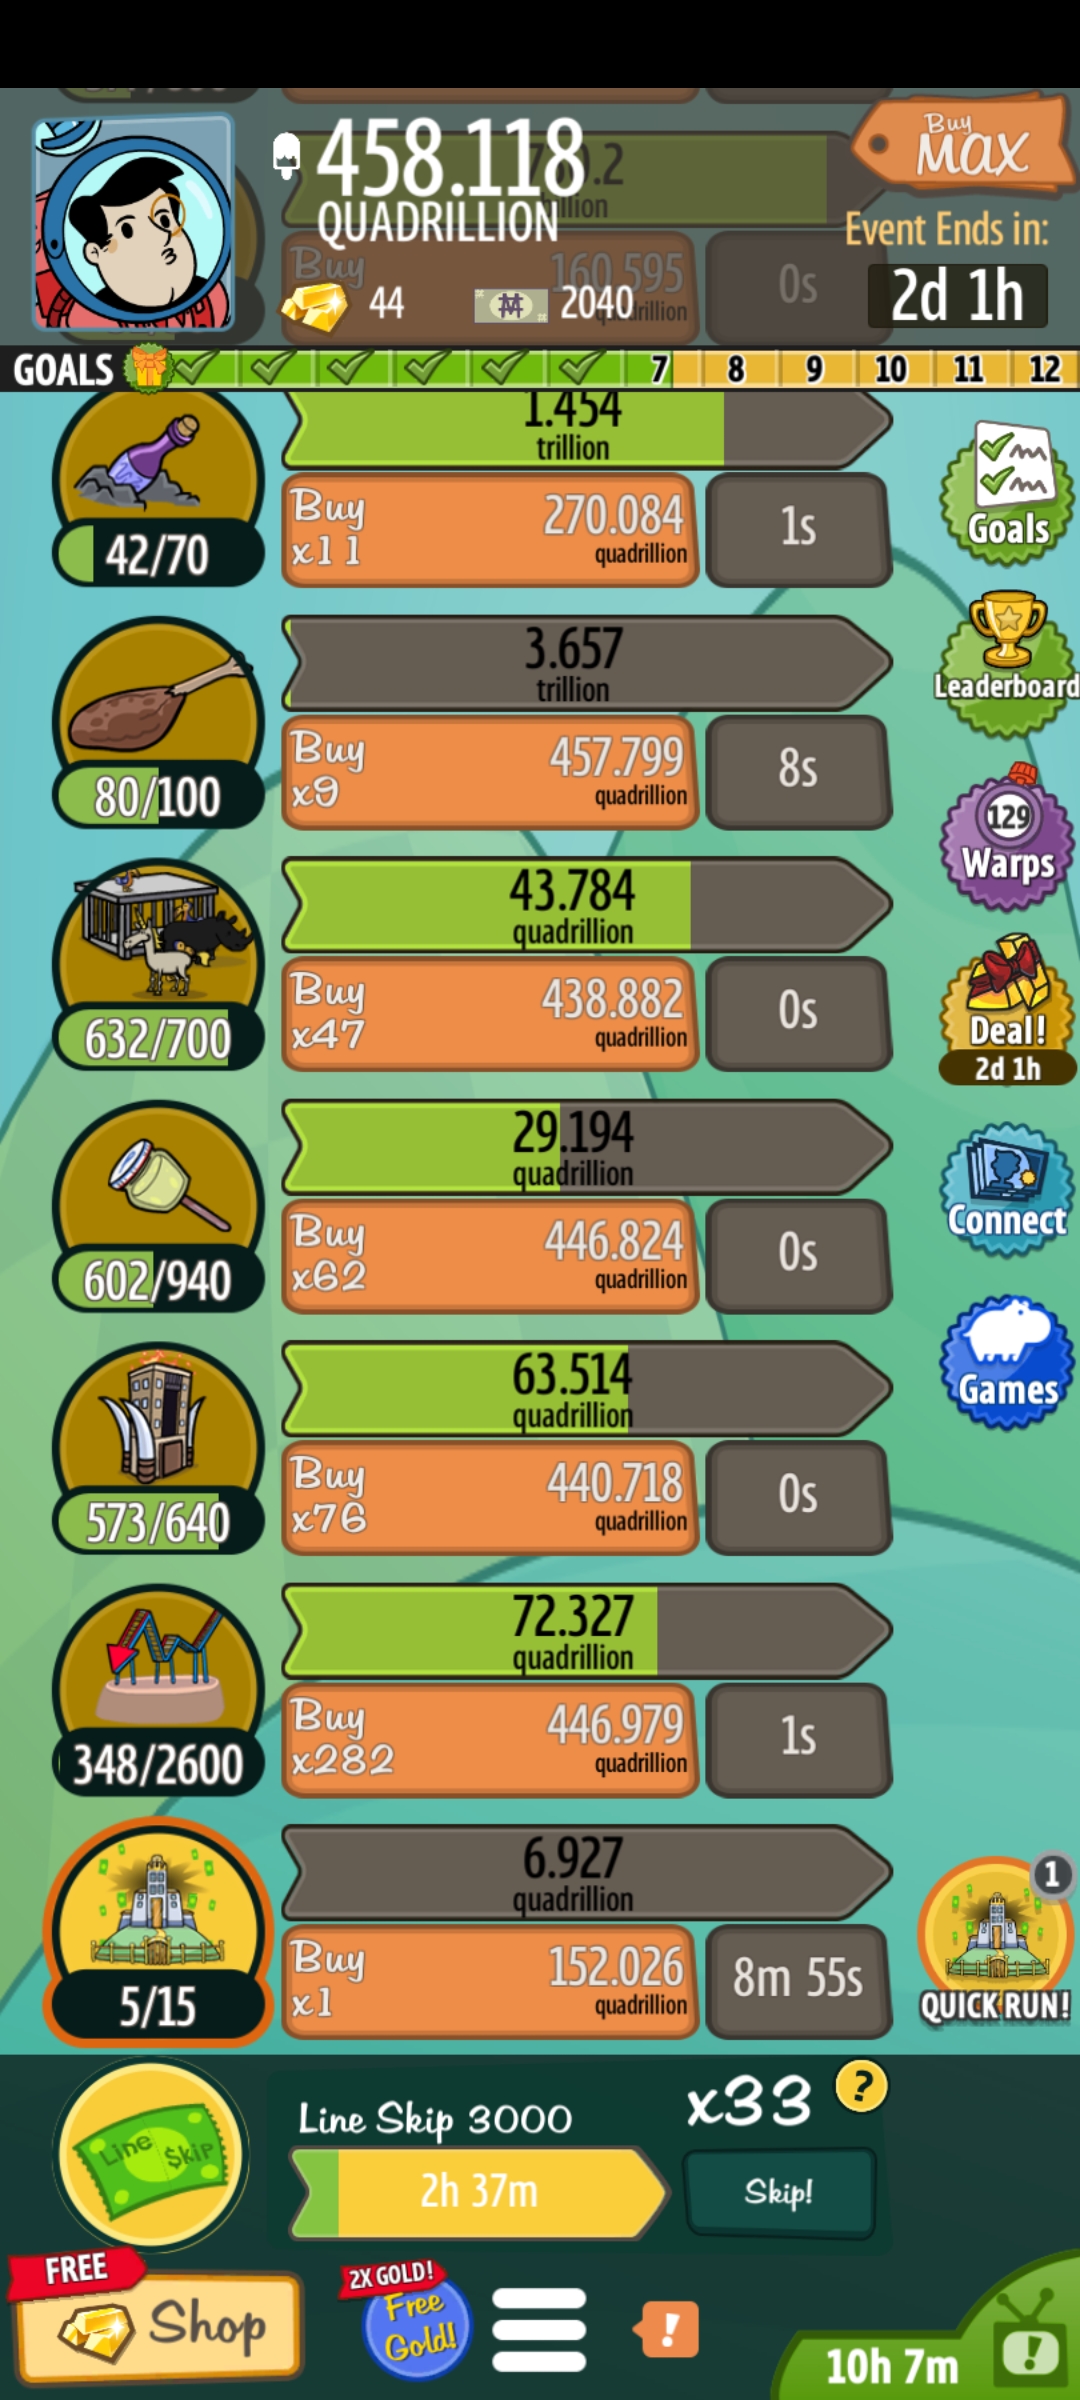 458.118
QUADRILLION
Buy
MAX
Event Ends in:
2d 1h
44
2040
Buy
160.595
0s
GOALS
7
8
9
10
11
12
1.454
trillion
42/70
Buy
x11
270.084
quadrillion
1s
Goals
3.657
trillion
80/100
Buy
x9
457.799
quadrillion
8s
Leaderboard
129
Warps
43.784
quadrillion
632/700
Buy
x47
438.882
quadrillion
0s
Deal!
2d 1h
29.194
quadrillion
602/940
Buy
x62
446.824
quadrillion
0s
Connect
63.514
quadrillion
573/640
Buy
x76
440.718
quadrillion
0s
Games
72.327
quadrillion
348/2600
Buy
x282
446.979
quadrillion
1s
6.927
quadrillion
5/15
Buy
x1
152.026
quadrillion
8m 55s
1
QUICK RUN!
Line $kip
Line Skip 3000
2h 37m
x33
?
Skip!
FREE
Shop
2X GOLD!
Free
Gold!
!
10h 7m
!